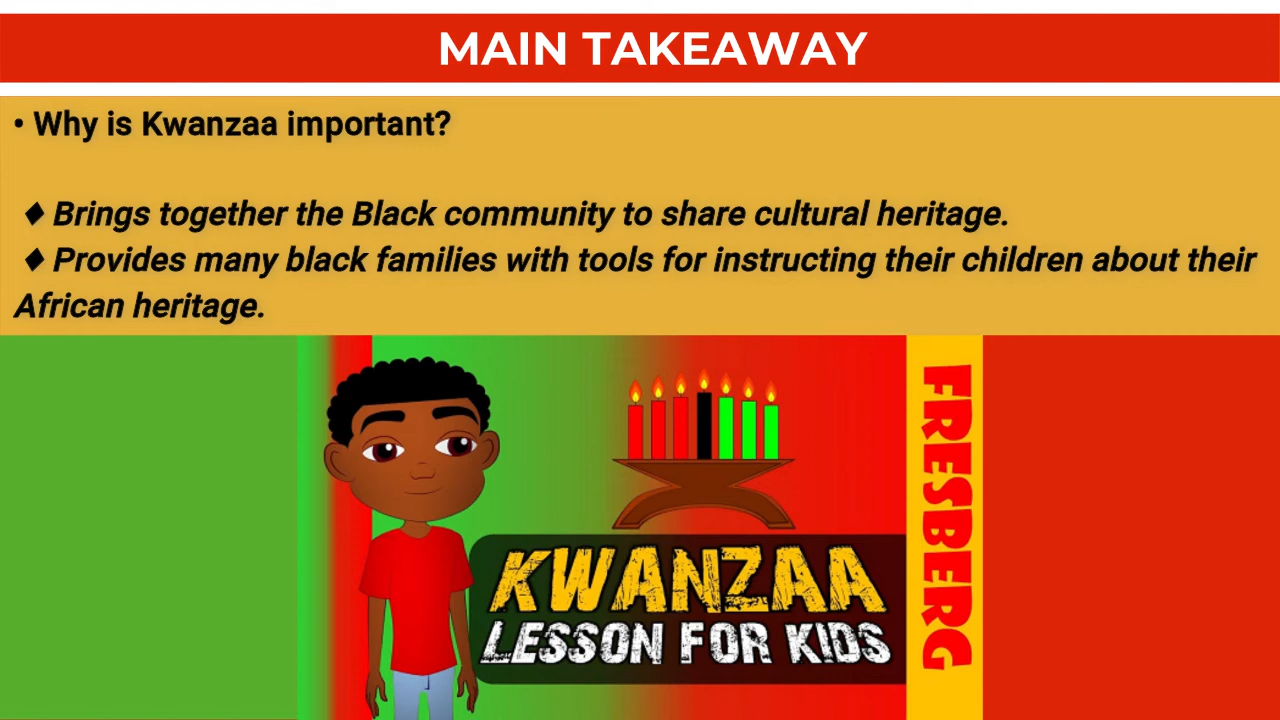 MAIN TAKEAWAY
• Why is Kwanzaa important?
♦ Brings together the Black community to share cultural heritage.
♦ Provides many black families with tools for instructing their children about their
African heritage.
KWANZAA
LESSON FOR KIDS
FRESBERG